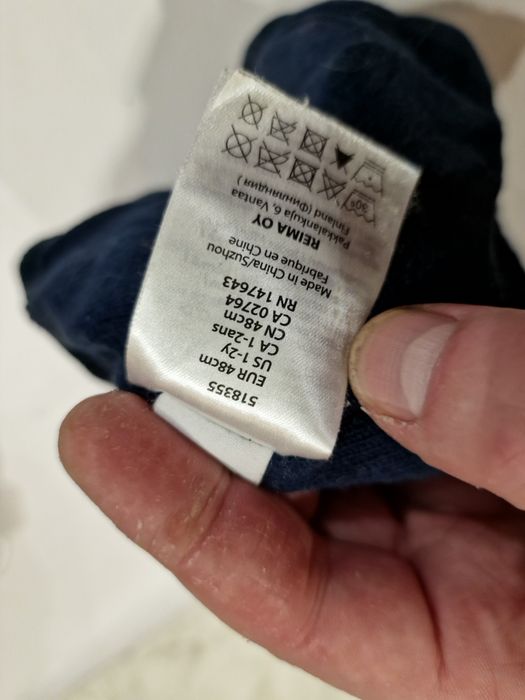 518355
EUR 48cm
US 1-2y
CA 1-2ans
CN 48cm
CA 02764
RN 147643
Fabrique en Chine
Made in China/Suzhou
REIMA OY
Pakkalankuja 6, Vantaa
Finland (Финляндия)
30°